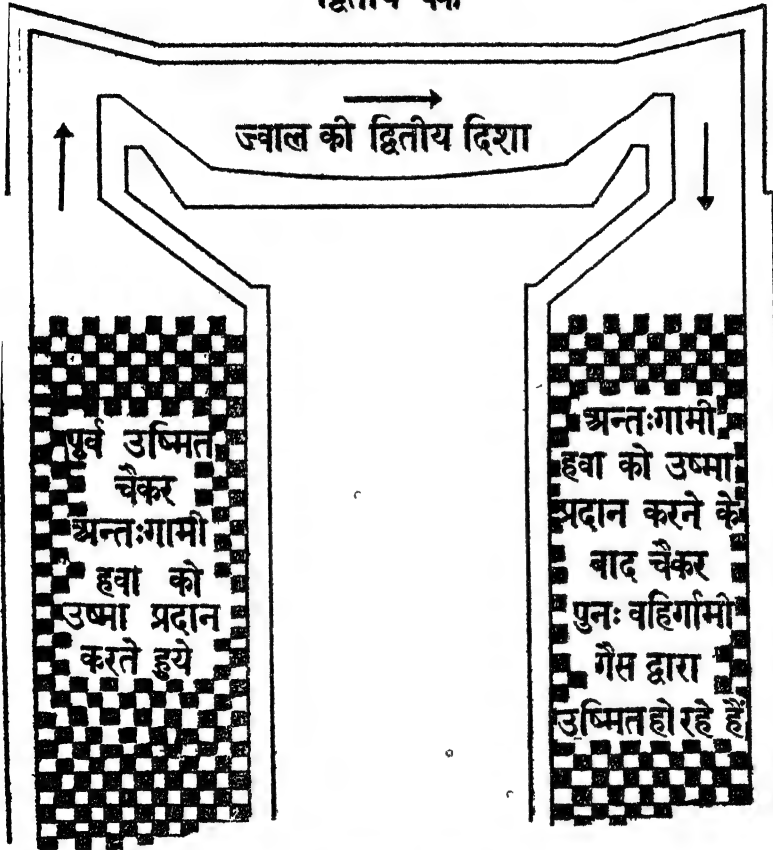 द्वितीय
ज्वाल की द्वितीय दिशा
पूर्व उष्मित
चैकर
अन्तःगामी
हवा को
उष्मा प्रदान
करते हुये
अन्तःगामी
हवा को उष्मा
प्रदान करने के
बाद चैकर
पुनः वहिर्गामी
गैस द्वारा
उष्मित हो रहे हैं